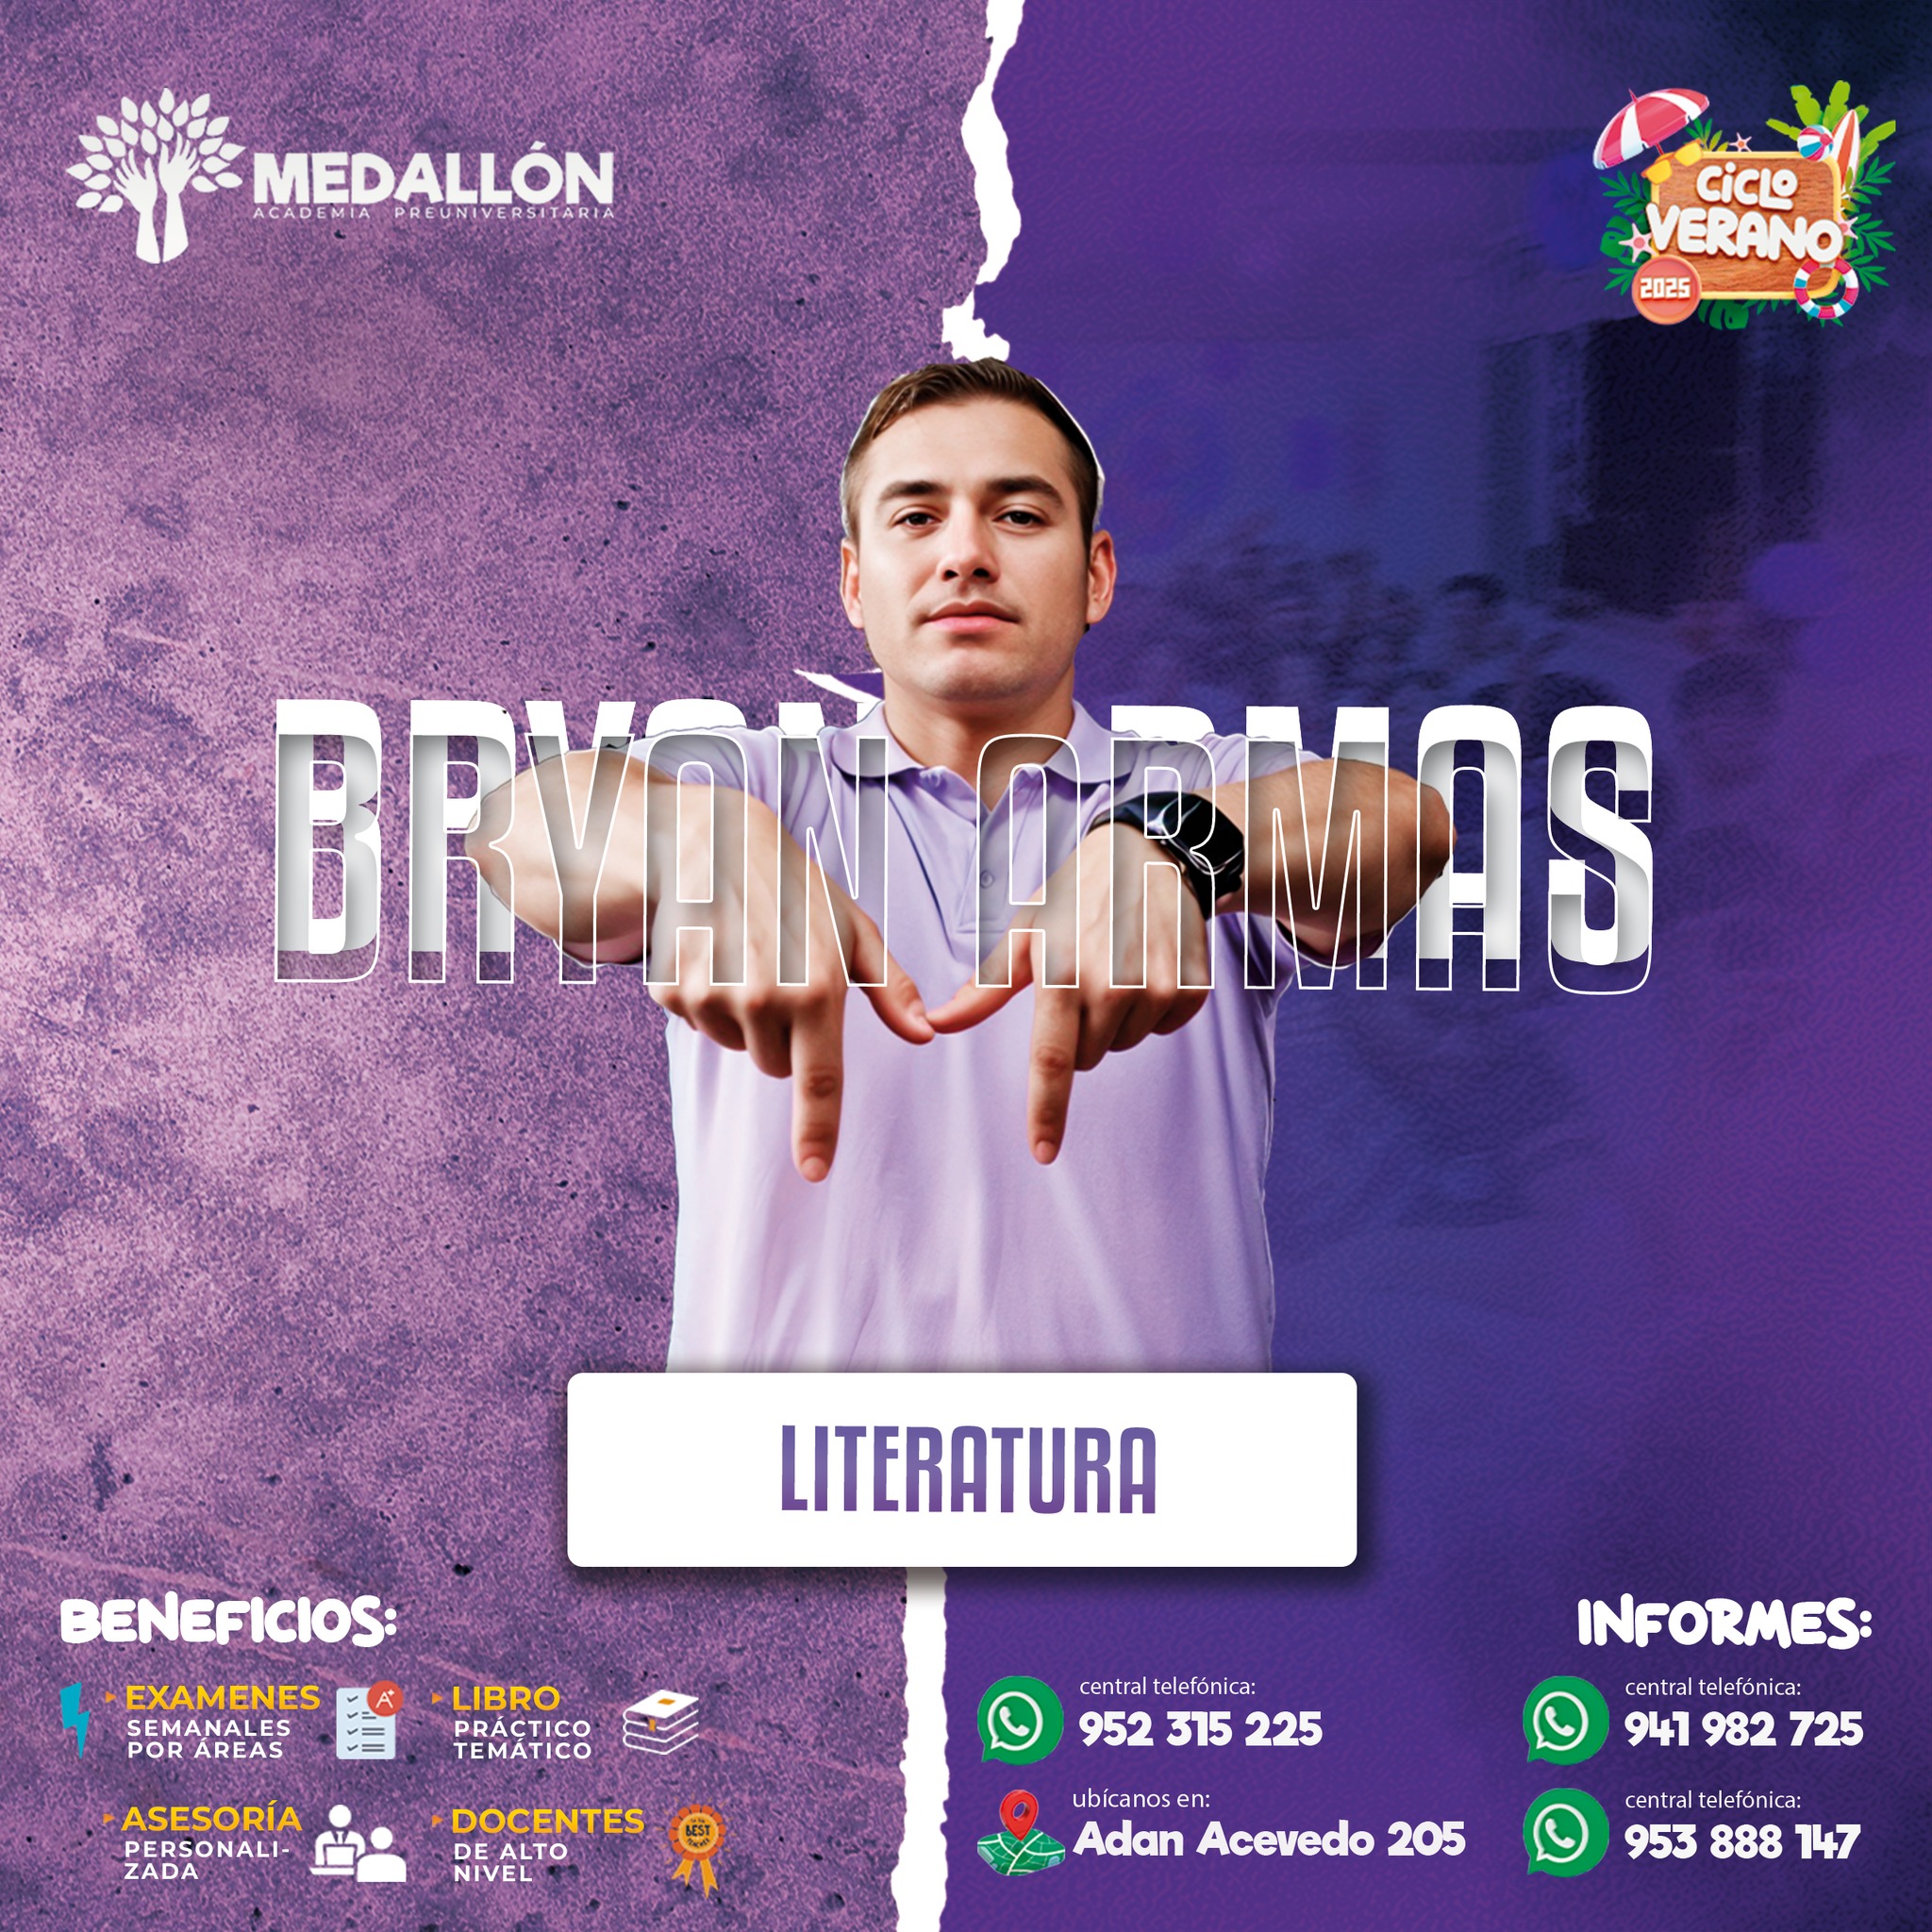 MEDALLÓN
ACADEMIA PREUNIVERSITARIA
CiCLO
VERANO
2025
BRYAN ARMAS
LITERATURA
BENEFICIOS:
EXAMENES
SEMANALES
POR ÁREAS
A+
LIBRO
PRÁCTICO
TEMÁTICO
ASESORÍA
PERSONALI-
ZADA
DOCENTES
DE ALTO
NIVEL
BEST
TEACHER
INFORMES:
central telefónica:
952 315 225
central telefónica:
941 982 725
ubícanos en:
Adan Acevedo 205
central telefónica:
953 888 147